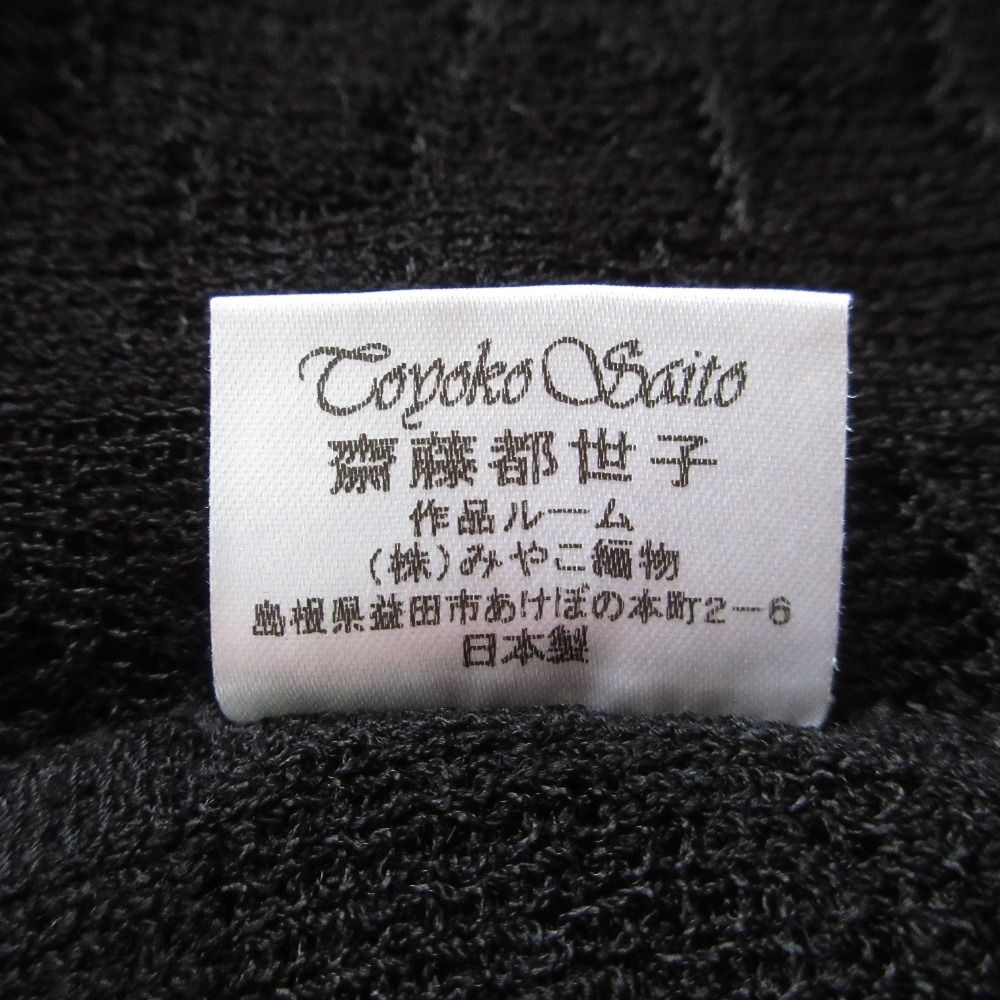 Toyoko Saito
齋藤都世子
作品ルーム
(株)みやこ編物
島根県益田市あけぼの本町2-6
日本製